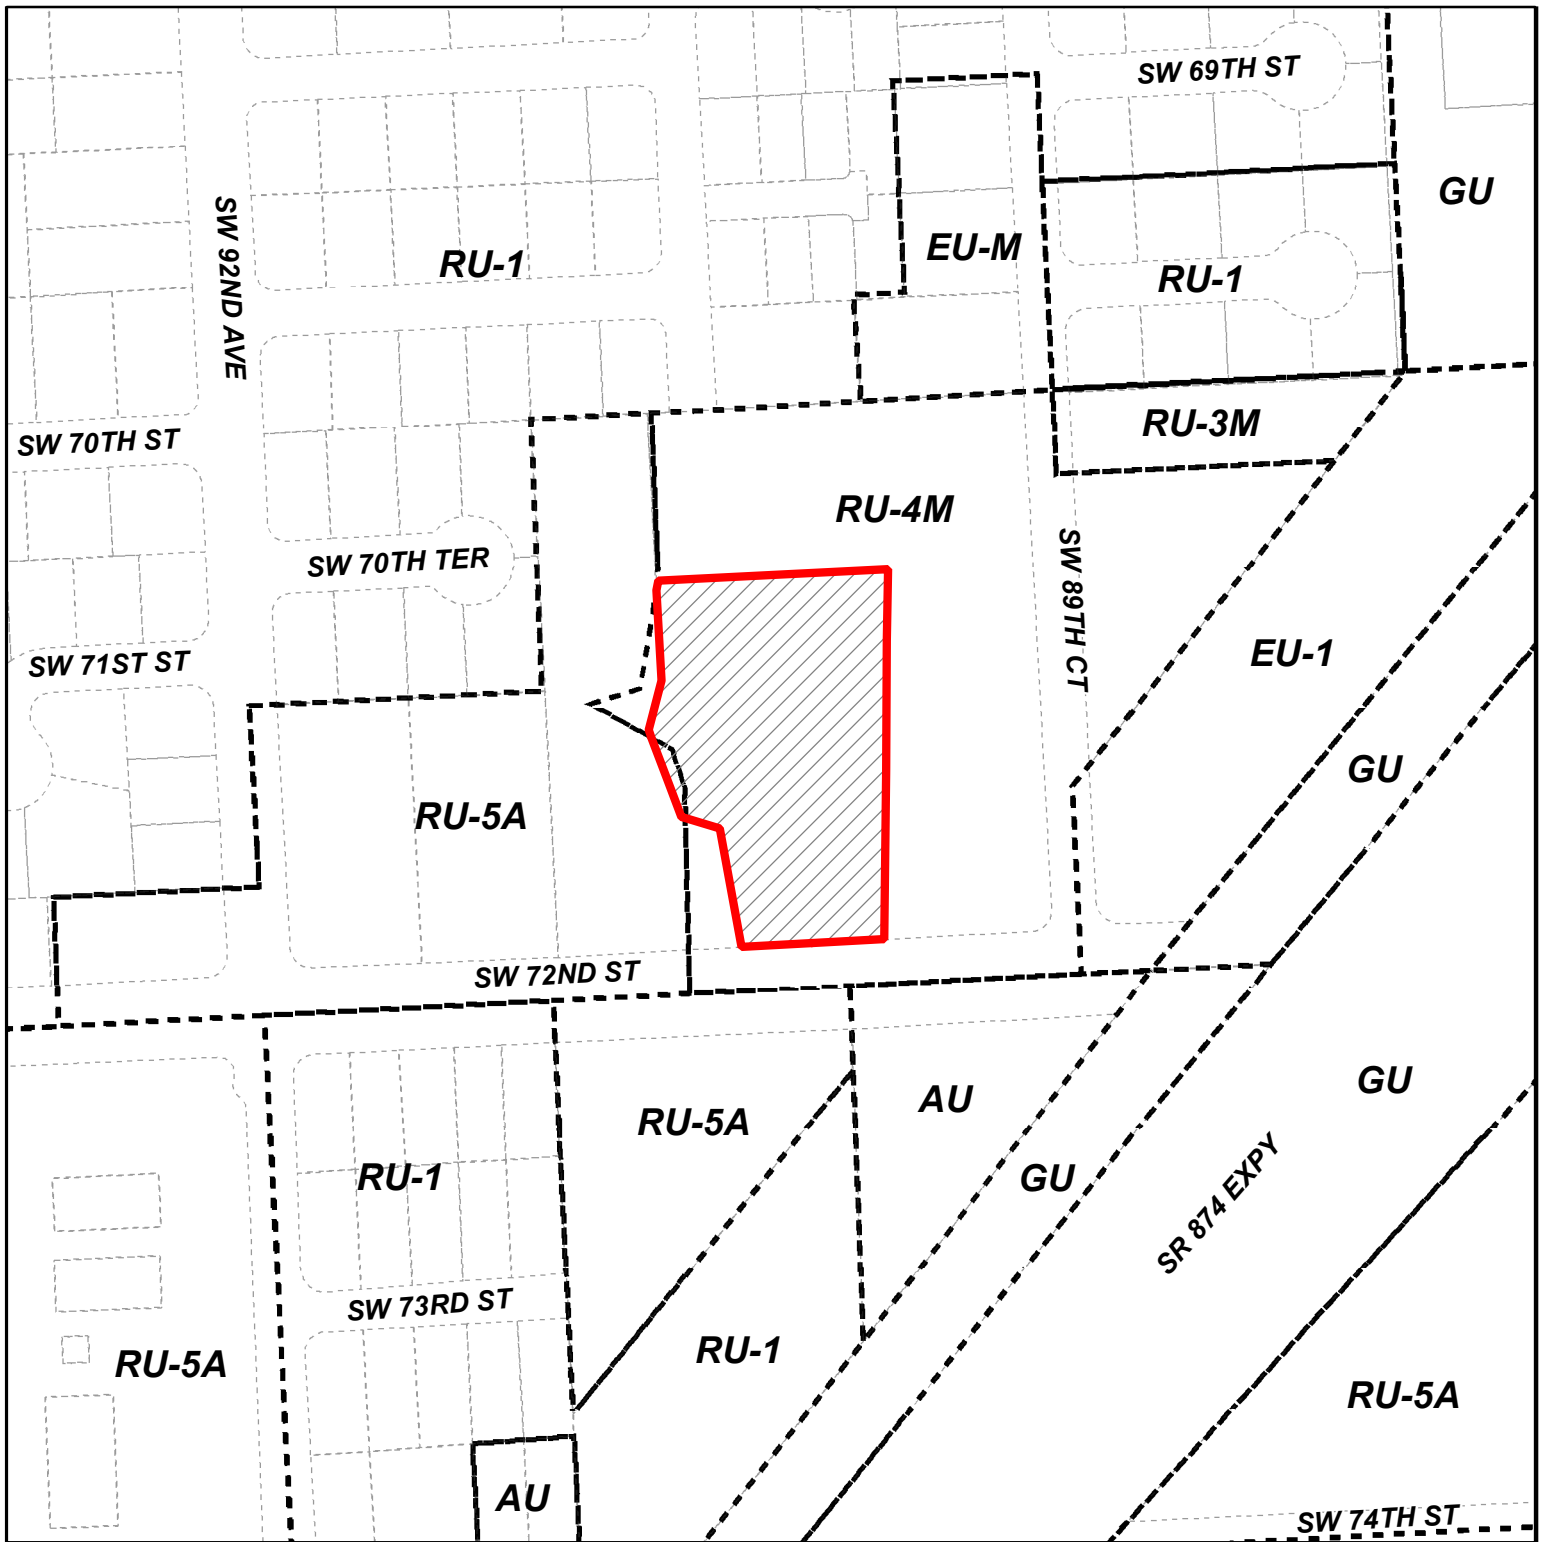 SW 69TH ST
GU
SW 92ND AVE
EU-M
RU-1
RU-1
RU-3M
SW 70TH ST
RU-4M
SW 70TH TER
SW 89TH CT
SW 71ST ST
EU-1
GU
RU-5A
SW 72ND ST
GU
AU
RU-5A
RU-1
GU
SR 874 EXPY
SW 73RD ST
RU-1
RU-5A
RU-5A
AU
SW 74TH ST